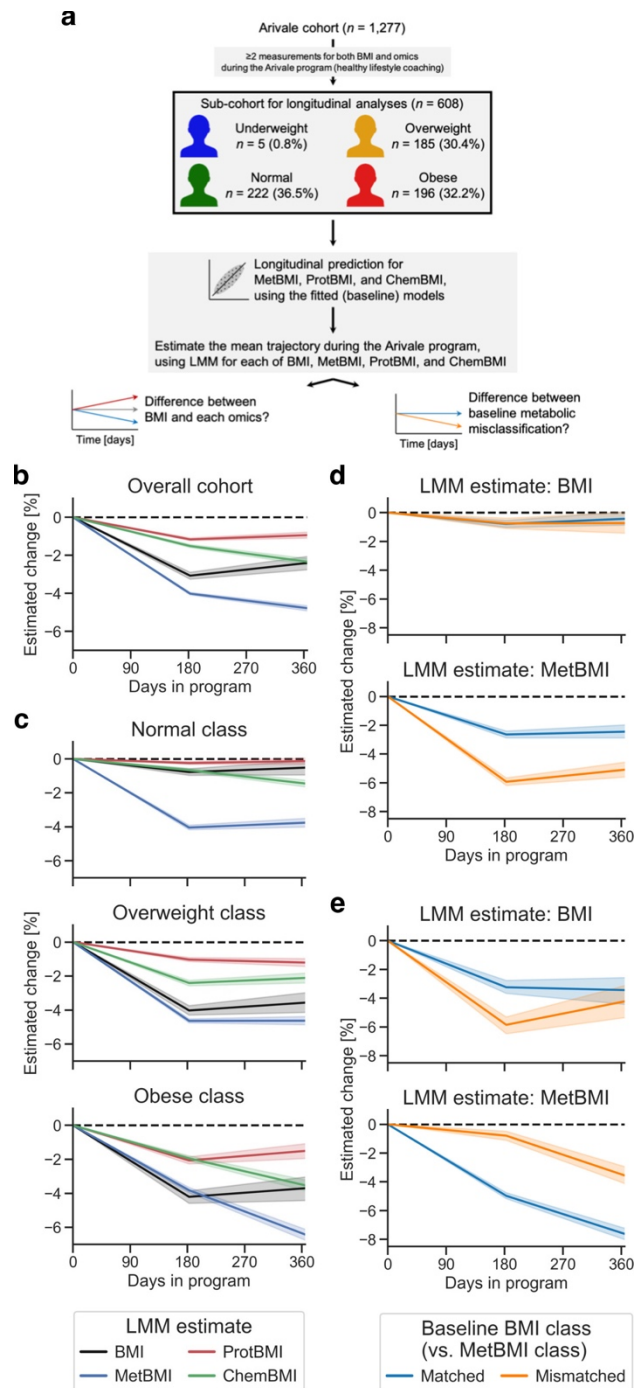 a
Arivale cohort (n = 1,277)
≥2 measurements for both BMI and omics
during the Arivale program (healthy lifestyle coaching)
Sub-cohort for longitudinal analyses (n = 608)
Underweight
n = 5 (0.8%)
Overweight
n = 185 (30.4%)
Normal
n = 222 (36.5%)
Obese
n = 196 (32.2%)
Longitudinal prediction for
MetBMI, ProtBMI, and ChemBMI,
using the fitted (baseline) models
Estimate the mean trajectory during the Arivale program,
using LMM for each of BMI, MetBMI, ProtBMI, and ChemBMI
Difference between
BMI and each omics?
Time [days]
Difference between
baseline metabolic
misclassification?
Time [days]
b
Overall cohort
Estimated change [%]
0
−2
−4
−6
0 90 180 270 360
Days in program
c
Normal class
0
−2
−4
−6
Overweight class
Estimated change [%]
0
−2
−4
−6
Obese class
0
−2
−4
−6
0 90 180 270 360
Days in program
LMM estimate
BMI
ProtBMI
MetBMI
ChemBMI
d
LMM estimate: BMI
Estimated change [%]
0
−2
−4
−6
−8
LMM estimate: MetBMI
0
−2
−4
−6
−8
0 90 180 270 360
Days in program
e
LMM estimate: BMI
Estimated change [%]
0
−2
−4
−6
−8
LMM estimate: MetBMI
0
−2
−4
−6
−8
0 90 180 270 360
Days in program
Baseline BMI class
(vs. MetBMI class)
Matched
Mismatched